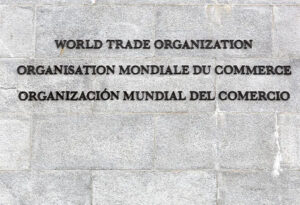 WORLD TRADE ORGANIZATION
ORGANISATION MONDIALE DU COMMERCE
ORGANIZACIÓN MUNDIAL DEL COMERCIO